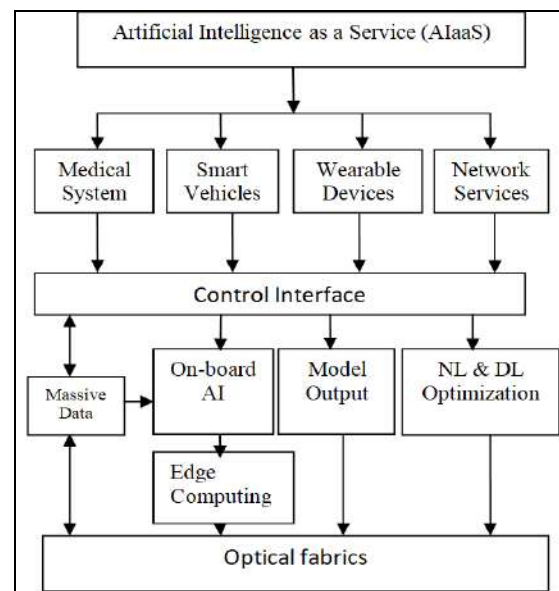 Artificial Intelligence as a Service (AIaaS)
Medical
System
Smart
Vehicles
Wearable
Devices
Network
Services
Control Interface
Massive
Data
On-board
AI
Model
Output
NL & DL
Optimization
Edge
Computing
Optical fabrics